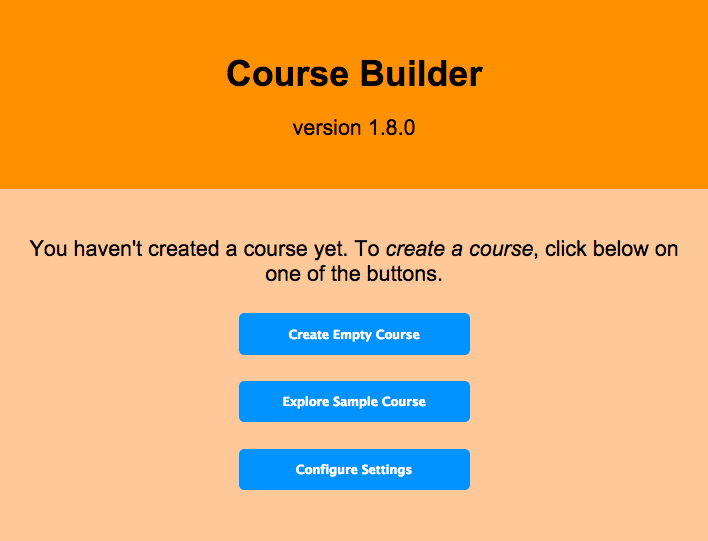 Course Builder
version 1.8.0
You haven't created a course yet. To create a course, click below on
one of the buttons.
Create Empty Course
Explore Sample Course
Configure Settings